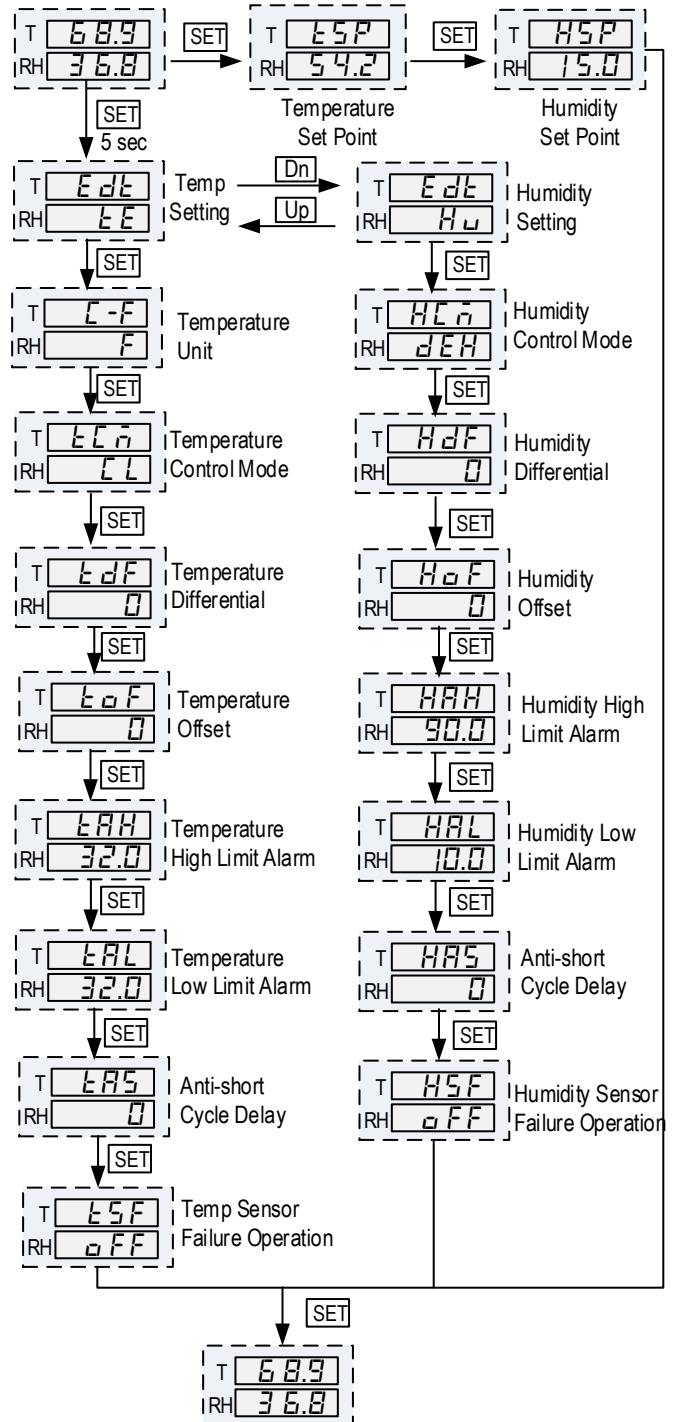 T 68.9
RH 36.8
SET
T tSP
RH 54.2
Temperature
Set Point
SET
T HSP
RH 15.0
Humidity
Set Point
SET
5 sec
T Edt
RH tE
Temp
Setting
Dn
Up
T Edt
RH Hu
Humidity
Setting
SET
T C-F
RH F
Temperature
Unit
SET
T tCm
RH CL
Temperature
Control Mode
SET
T tdF
RH 0
Temperature
Differential
SET
T toF
RH 0
Temperature
Offset
SET
T tAH
RH 32.0
Temperature
High Limit Alarm
SET
T tAL
RH 32.0
Temperature
Low Limit Alarm
SET
T tAS
RH 0
Anti-short
Cycle Delay
SET
T tSF
RH oFF
Temp Sensor
Failure Operation
SET
T HCm
RH dEH
Humidity
Control Mode
SET
T HdF
RH 0
Humidity
Differential
SET
T HoF
RH 0
Humidity
Offset
SET
T HAH
RH 90.0
Humidity High
Limit Alarm
SET
T HAL
RH 10.0
Humidity Low
Limit Alarm
SET
T HAS
RH 0
Anti-short
Cycle Delay
SET
T HSF
RH oFF
Humidity Sensor
Failure Operation
SET
T 68.9
RH 36.8